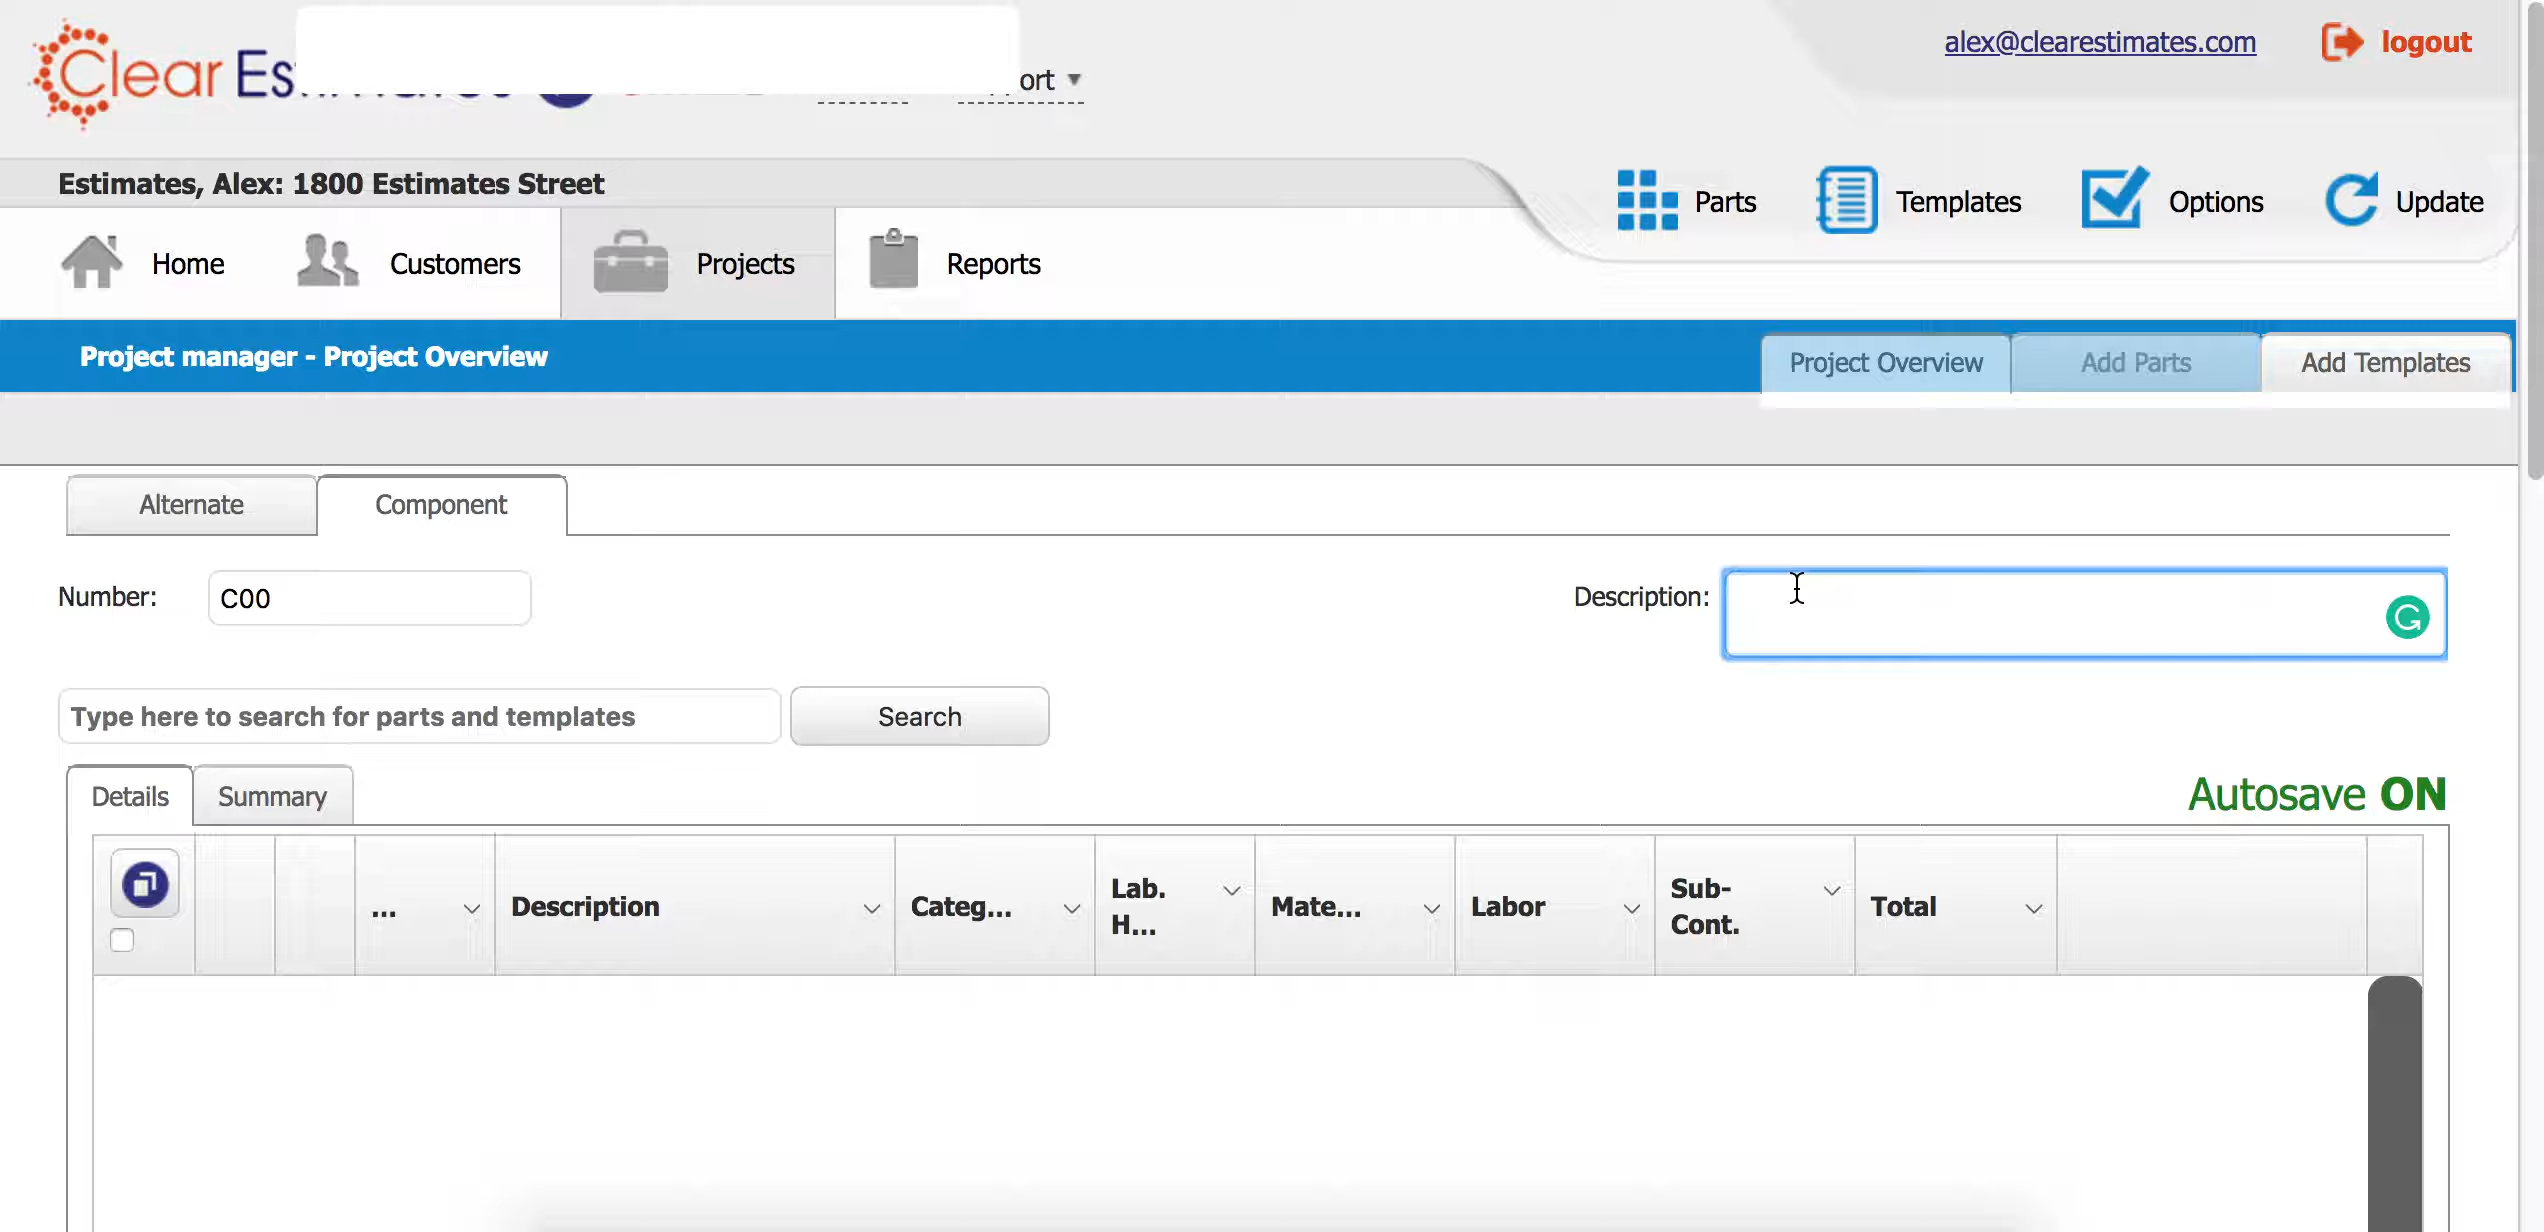 Clear Es
ort ▼
alex@clearestimates.com
logout
Estimates, Alex: 1800 Estimates Street
Parts
Templates
Options
Update
Home
Customers
Projects
Reports
Project manager - Project Overview
Project Overview
Add Parts
Add Templates
Alternate
Component
Number:
C00
Description:
Type here to search for parts and templates
Search
Details
Summary
Autosave ON
...
Description
Categ...
Lab.
H...
Mate...
Labor
Sub-
Cont.
Total